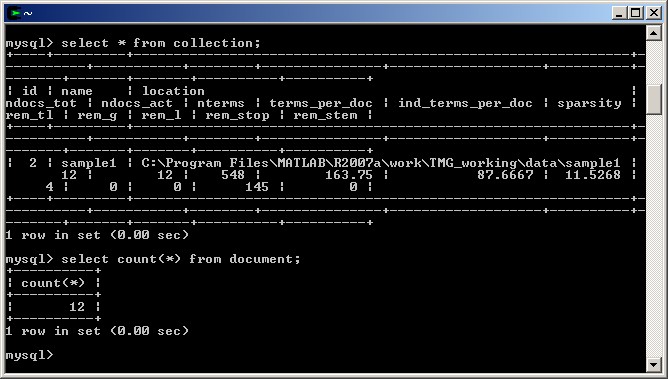 ~
mysql> select * from collection;
| id | name | location |
ndocs_tot | ndocs_act | nterms | terms_per_doc | ind_terms_per_doc | sparsity |
rem_tl | rem_g | rem_l | rem_stop | rem_stem |
| 2 | sample1 | C:\Program Files\MATLAB\R2007a\work\TMG_working\data\sample1 |
12 | 12 | 548 | 163.75 | 87.6667 | 11.5268 |
4 | 0 | 0 | 145 | 0 |
1 row in set (0.00 sec)
mysql> select count(*) from document;
| count(*) |
| 12 |
1 row in set (0.00 sec)
mysql>